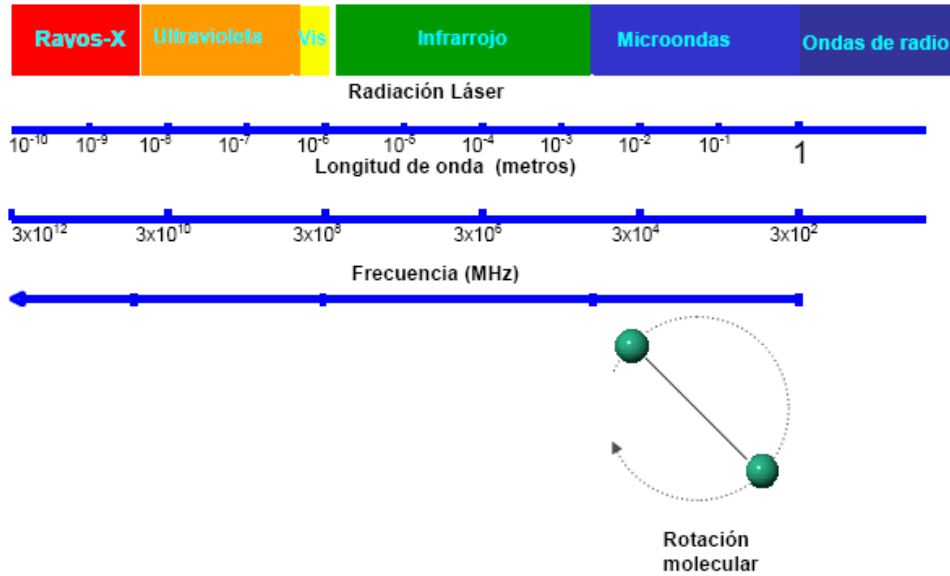 Rayos-X Ultravioleta Vis Infrarrojo Microondas Ondas de radio
Radiación Láser
10⁻¹⁰ 10⁻⁹ 10⁻⁸ 10⁻⁷ 10⁻⁶ 10⁻⁵ 10⁻⁴ 10⁻³ 10⁻² 10⁻¹ 1
Longitud de onda (metros)
3x10¹² 3x10¹⁰ 3x10⁸ 3x10⁶ 3x10⁴ 3x10²
Frecuencia (MHz)
Rotación
molecular